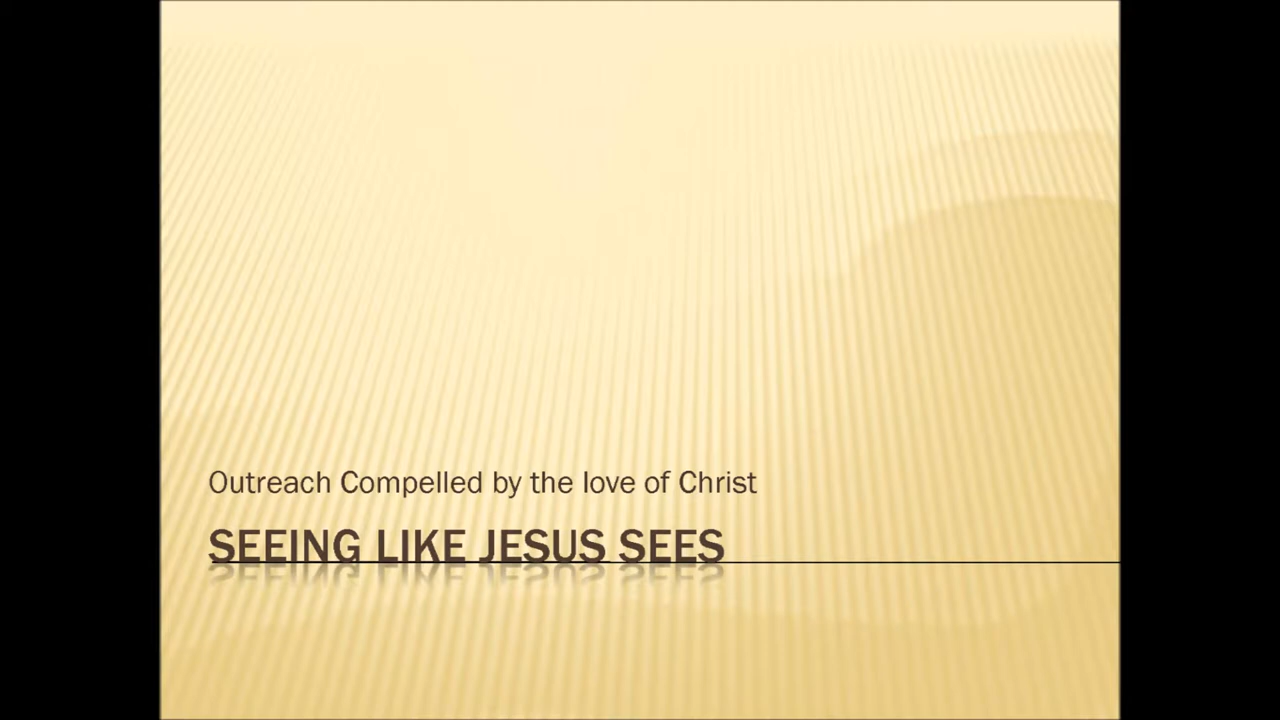 Outreach Compelled by the love of Christ
SEEING LIKE JESUS SEES